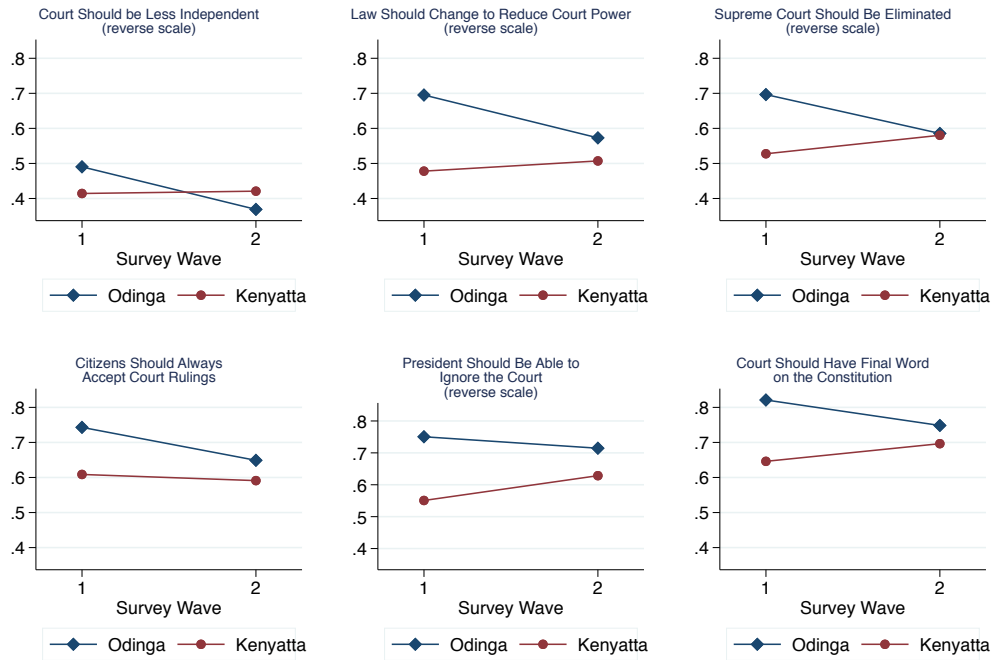 Court Should be Less Independent
(reverse scale)
.8
.7
.6
.5
.4
1 2
Survey Wave
Odinga Kenyatta
Law Should Change to Reduce Court Power
(reverse scale)
.8
.7
.6
.5
.4
1 2
Survey Wave
Odinga Kenyatta
Supreme Court Should Be Eliminated
(reverse scale)
.8
.7
.6
.5
.4
1 2
Survey Wave
Odinga Kenyatta
Citizens Should Always
Accept Court Rulings
.8
.7
.6
.5
.4
1 2
Survey Wave
Odinga Kenyatta
President Should Be Able to
Ignore the Court
(reverse scale)
.8
.7
.6
.5
.4
1 2
Survey Wave
Odinga Kenyatta
Court Should Have Final Word
on the Constitution
.8
.7
.6
.5
.4
1 2
Survey Wave
Odinga Kenyatta